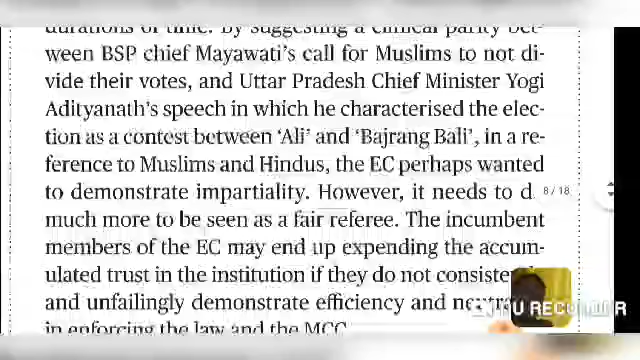 durations of time. By suggesting a clinical parity bet-
ween BSP chief Mayawati's call for Muslims to not di-
vide their votes, and Uttar Pradesh Chief Minister Yogi
Adityanath's speech in which he characterised the elec-
tion as a contest between 'Ali' and 'Bajrang Bali', in a re-
ference to Muslims and Hindus, the EC perhaps wanted
to demonstrate impartiality. However, it needs to d
8/18
much more to be seen as a fair referee. The incumbent
members of the EC may end up expending the accum-
ulated trust in the institution if they do not
and unfailingly demonstrate efficiency and
in enforcing the law and the MCC